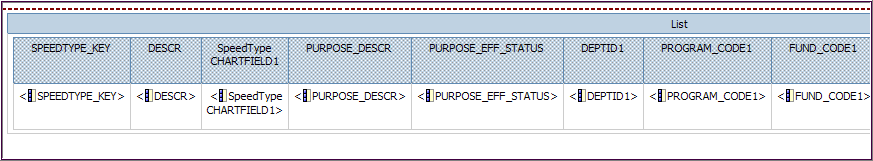 List
SPEEDTYPE_KEY DESCR SpeedType CHARTFIELD1 PURPOSE_DESCR PURPOSE_EFF_STATUS DEPTID1 PROGRAM_CODE1 FUND_CODE1
<SPEEDTYPE_KEY> <DESCR> <SpeedType CHARTFIELD1> <PURPOSE_DESCR> <PURPOSE_EFF_STATUS> <DEPTID1> <PROGRAM_CODE1> <FUND_CODE1>